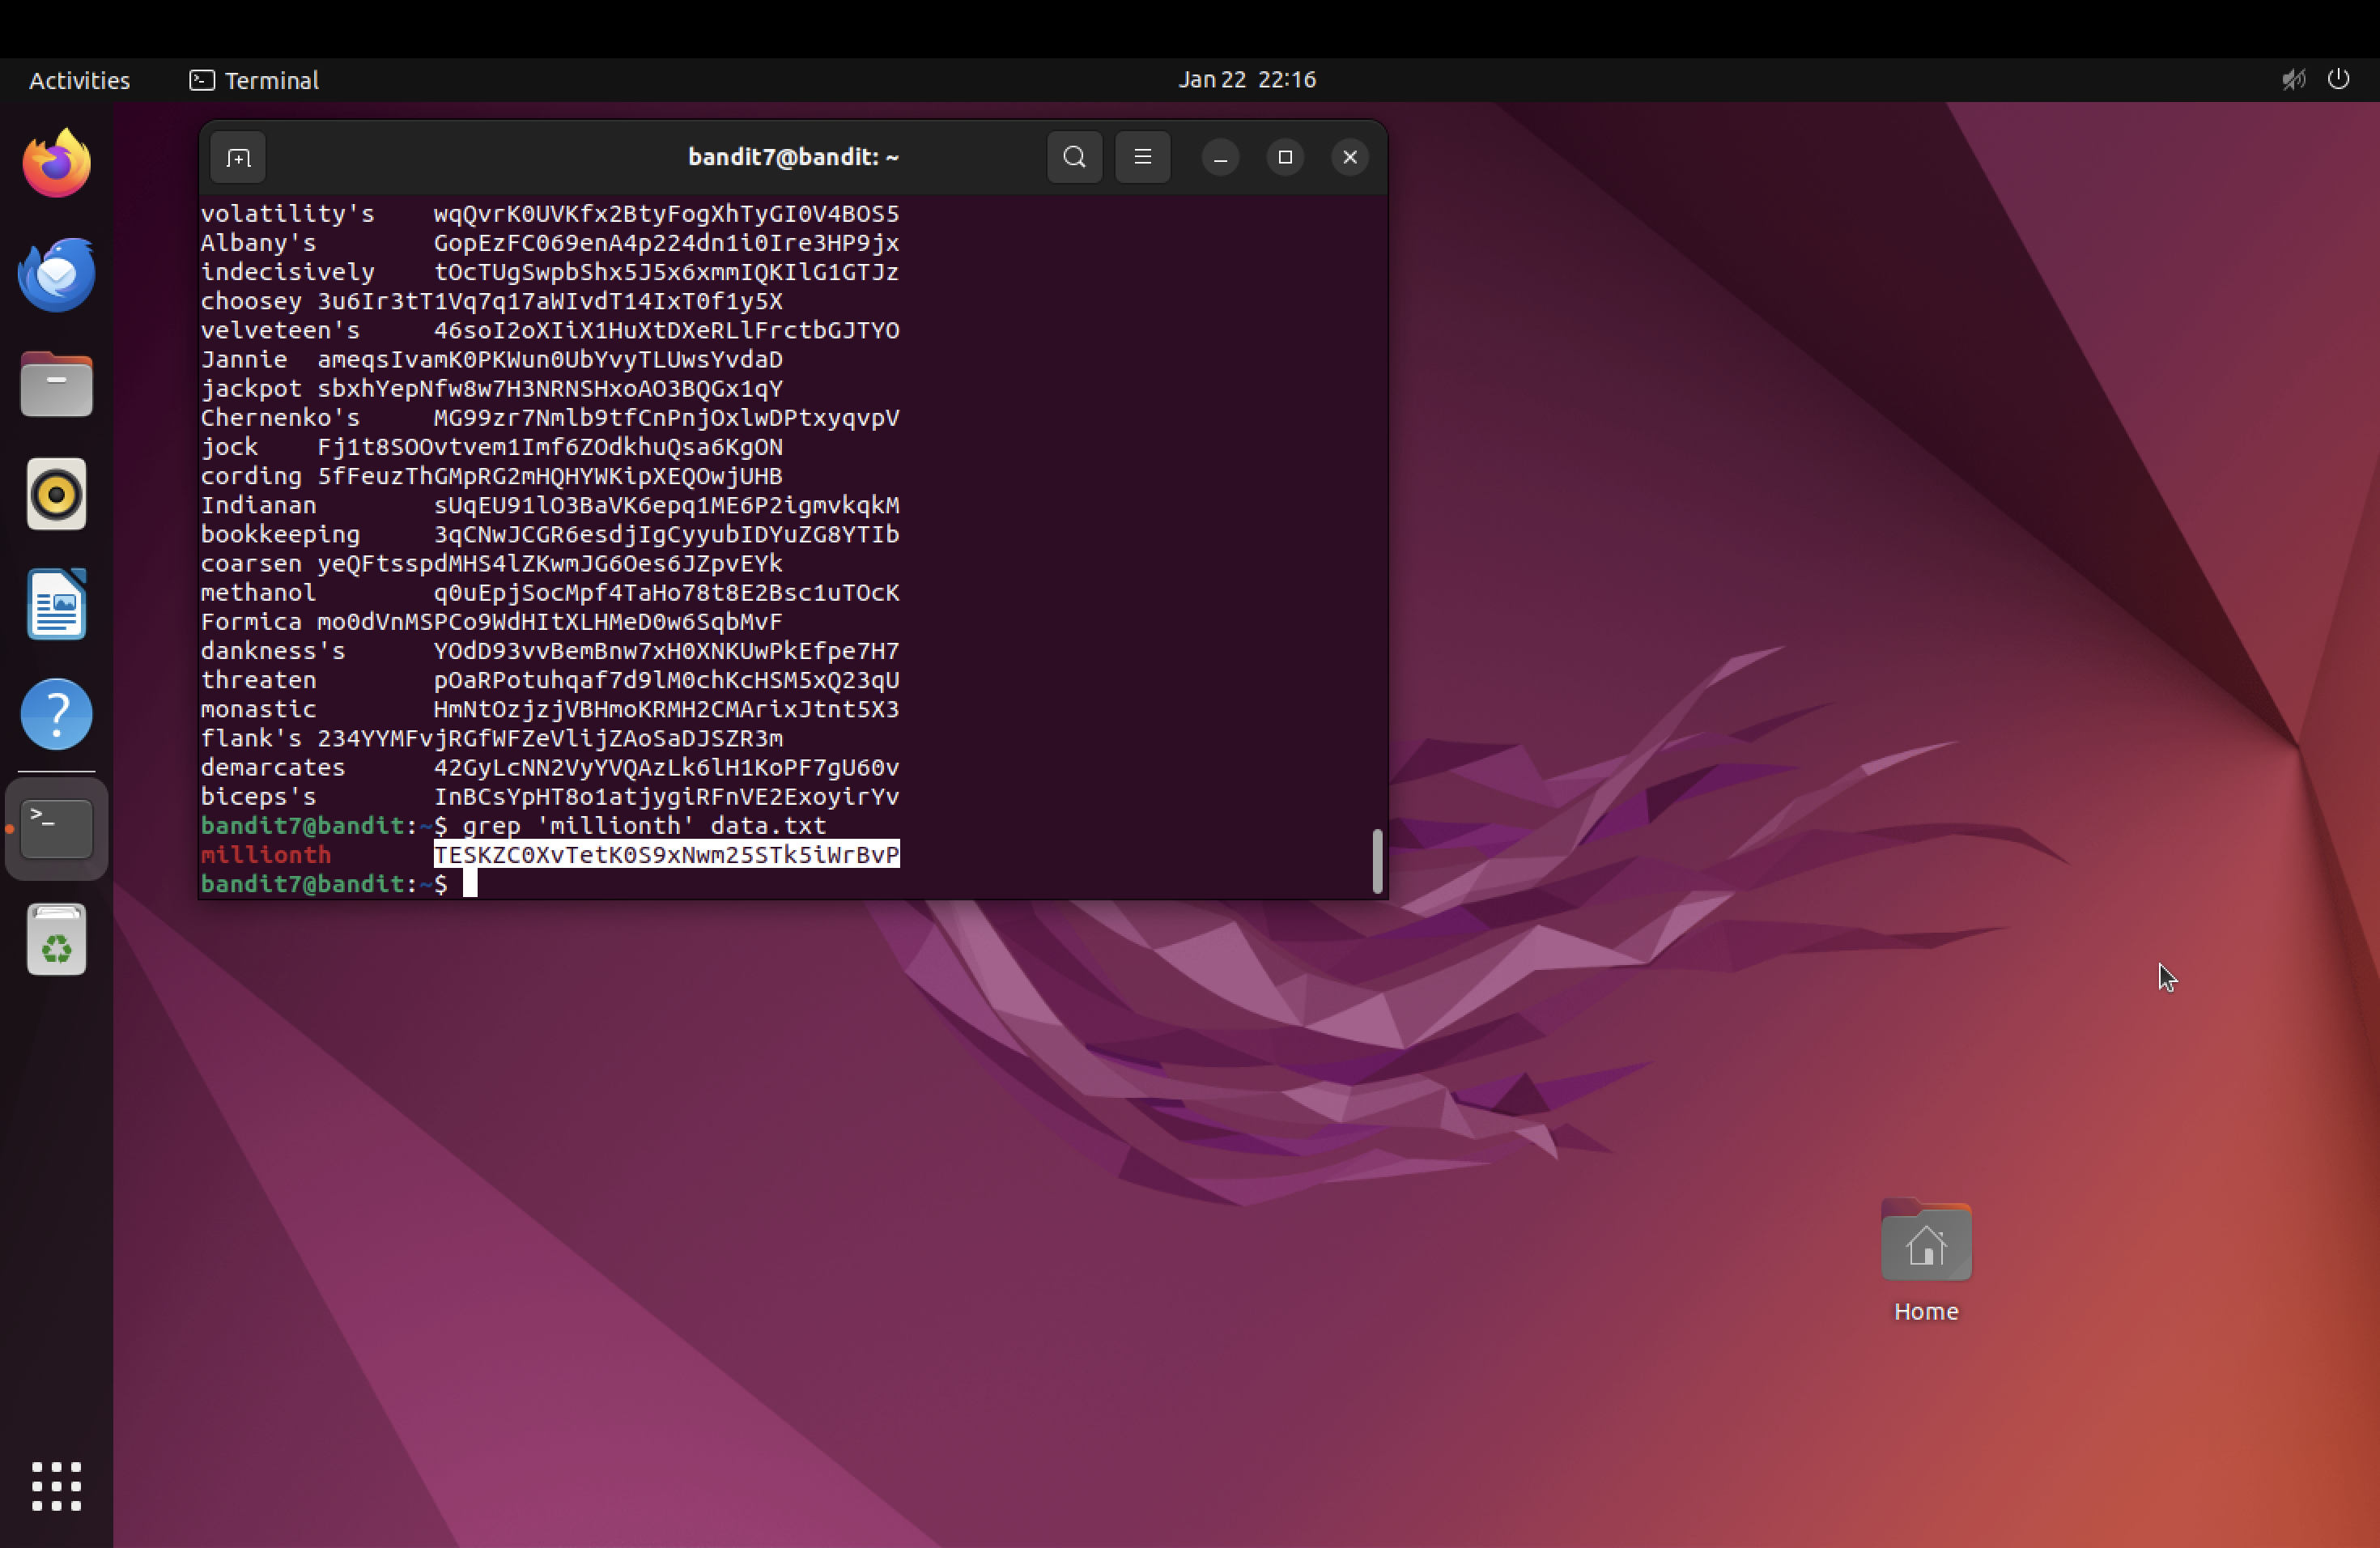 Activities
Terminal
Jan 22 22:16
bandit7@bandit: ~
volatility's wqQvrK0UVKfx2BtyFogXhTyGI0V4BOS5
Albany's GopEzFC069enA4p224dn1i0Ire3HP9jx
indecisively tOcTUgSwpbShx5J5x6xmmIQKIlG1GTJz
choosey 3u6Ir3tT1Vq7q17aWIvdT14IxT0f1y5X
velveteen's 46soI2oXIiX1HuXtDXeRLlFrctbGJTYO
Jannie ameqsIvamK0PKWun0UbYvyTLUwsYvdaD
jackpot sbxhYepNfw8w7H3NRNSHxoAO3BQGx1qY
Chernenko's MG99zr7Nmlb9tfCnPnjOxlwDPtxyqvpV
jock Fj1t8SOOvtvem1Imf6ZOdkhuQsa6KgON
cording 5fFeuzThGMpRG2mHQHYWKipXEQOwjUHB
Indianan sUqEU91lO3BaVK6epq1ME6P2igmvkqkM
bookkeeping 3qCNwJCGR6esdjIgCyyubIDYuZG8YTIb
coarsen yeQFtsspdMHS4lZKwmJG6Oes6JZpvEYk
methanol q0uEpjSocMpf4TaHo78t8E2Bsc1uTOcK
Formica mo0dVnMSPCo9WdHItXLHMeD0w6SqbMvF
dankness's YOdD93vvBemBnw7xH0XNKUwPkEfpe7H7
threaten pOaRPotuhqaf7d9lM0chKcHSM5xQ23qU
monastic HmNtOzjzjVBHmoKRMH2CMArixJtnt5X3
flank's 234YYMFvjRGfWFZeVlijZAoSaDJSZR3m
demarcates 42GyLcNN2VyYVQAzLk6lH1KoPF7gU60v
biceps's InBCsYpHT8o1atjygiRFnVE2ExoyirYv
bandit7@bandit:~$ grep 'millionth' data.txt
millionth TESKZC0XvTetK0S9xNwm25STk5iWrBvP
bandit7@bandit:~$
Home